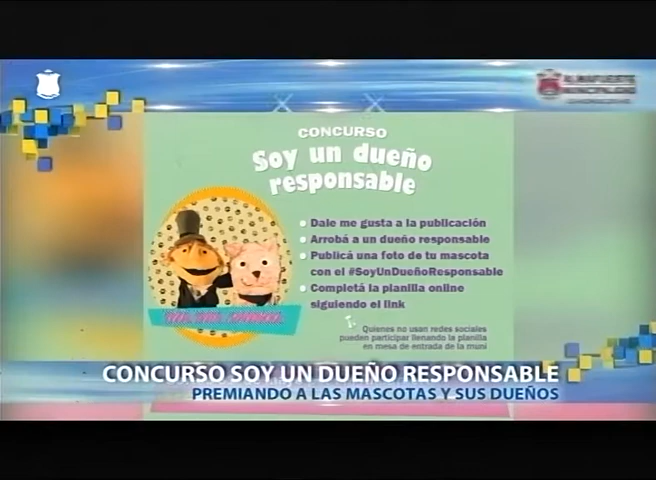 ALMAFUERTE
MUNICIPALIDAD
CONCURSO
Soy un dueño
responsable
Dale me gusta a la publicación
Arrobá a un dueño responsable
Publicá una foto de tu mascota
con el #SoyUnDueñoResponsable
Completá la planilla online
siguiendo el link
Quienes no usan redes sociales
pueden participar llenando la planilla
en mesa de entrada de la muni
CONCURSO SOY UN DUEÑO RESPONSABLE
PREMIANDO A LAS MASCOTAS Y SUS DUEÑOS